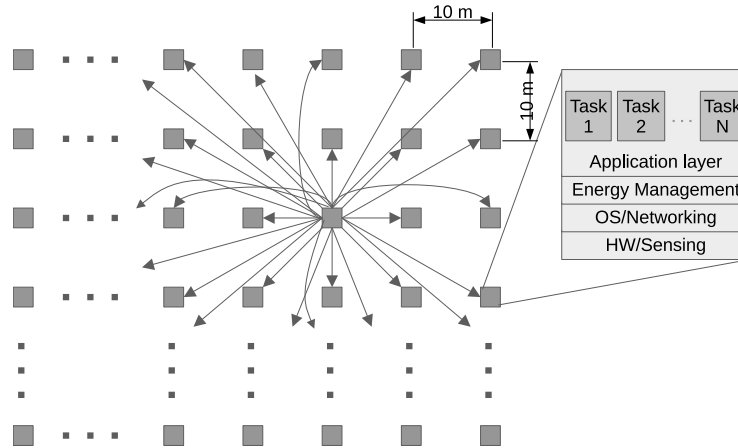 10 m
10 m
Task 1
Task 2
. . .
Task N
Application layer
Energy Management
OS/Networking
HW/Sensing